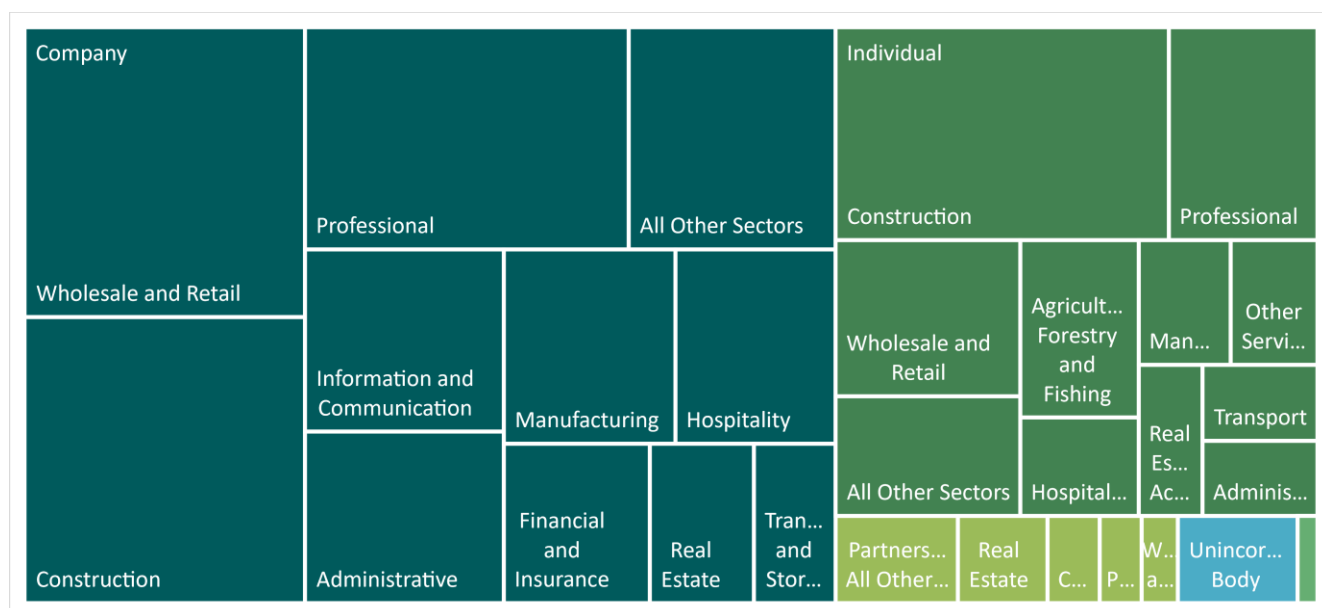 Company
Wholesale and Retail
Construction
Professional
All Other Sectors
Information and
Communication
Administrative
Manufacturing
Hospitality
Financial
and
Insurance
Real
Estate
Tran...
and
Stor...
Individual
Construction
Professional
Wholesale and
Retail
All Other Sectors
Agricult...
Forestry
and
Fishing
Hospital...
Man...
Other
Servi...
Real
Es...
Ac...
Transport
Adminis...
Partners...
All Other...
Real
Estate
C...
P...
W...
a...
Unincor...
Body